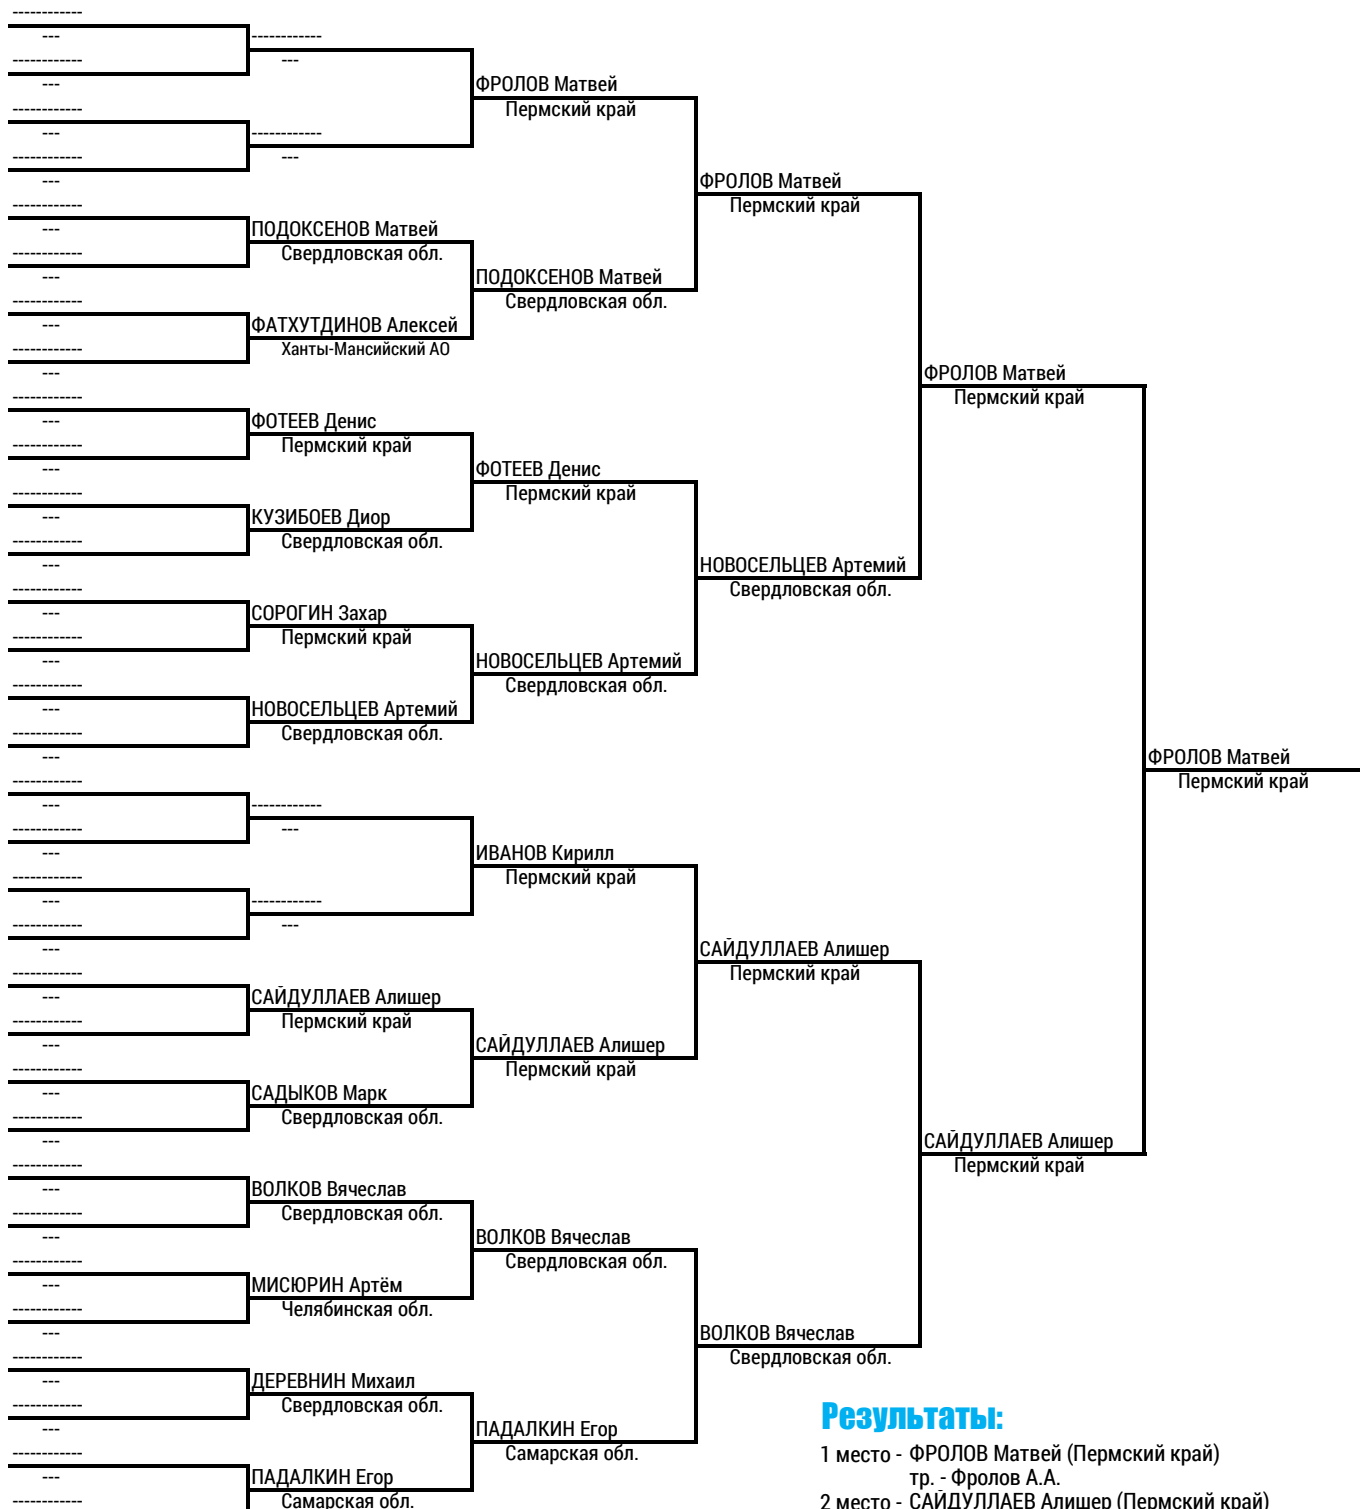 ------------
---
------------
---
------------
---
------------
---
------------
---
------------
---
------------
---
------------
---
------------
---
------------
---
------------
---
------------
---
------------
---
------------
---
------------
---
------------
---
------------
---
------------
---
------------
---
------------
---
------------
---
------------
---
------------
---
------------
---
------------
---
------------
---
------------
---
------------
---
------------
---
------------
---
------------
---
------------
------------
---
------------
---
ПОДОКСЕНОВ Матвей
Свердловская обл.
ФАТХУТДИНОВ Алексей
Ханты-Мансийский АО
ФОТЕЕВ Денис
Пермский край
КУЗИБОЕВ Диор
Свердловская обл.
СОРОГИН Захар
Пермский край
НОВОСЕЛЬЦЕВ Артемий
Свердловская обл.
------------
---
------------
---
САЙДУЛЛАЕВ Алишер
Пермский край
САДЫКОВ Марк
Свердловская обл.
ВОЛКОВ Вячеслав
Свердловская обл.
МИСЮРИН Артём
Челябинская обл.
ДЕРЕВНИН Михаил
Свердловская обл.
ПАДАЛКИН Егор
Самарская обл.
ФРОЛОВ Матвей
Пермский край
ПОДОКСЕНОВ Матвей
Свердловская обл.
ФОТЕЕВ Денис
Пермский край
НОВОСЕЛЬЦЕВ Артемий
Свердловская обл.
ИВАНОВ Кирилл
Пермский край
САЙДУЛЛАЕВ Алишер
Пермский край
ВОЛКОВ Вячеслав
Свердловская обл.
ПАДАЛКИН Егор
Самарская обл.
ФРОЛОВ Матвей
Пермский край
НОВОСЕЛЬЦЕВ Артемий
Свердловская обл.
САЙДУЛЛАЕВ Алишер
Пермский край
ВОЛКОВ Вячеслав
Свердловская обл.
ФРОЛОВ Матвей
Пермский край
САЙДУЛЛАЕВ Алишер
Пермский край
ФРОЛОВ Матвей
Пермский край
Результаты:
1 место - ФРОЛОВ Матвей (Пермский край)
тр. - Фролов А.А.
2 место - САЙДУЛЛАЕВ Алишер (Пермский край)